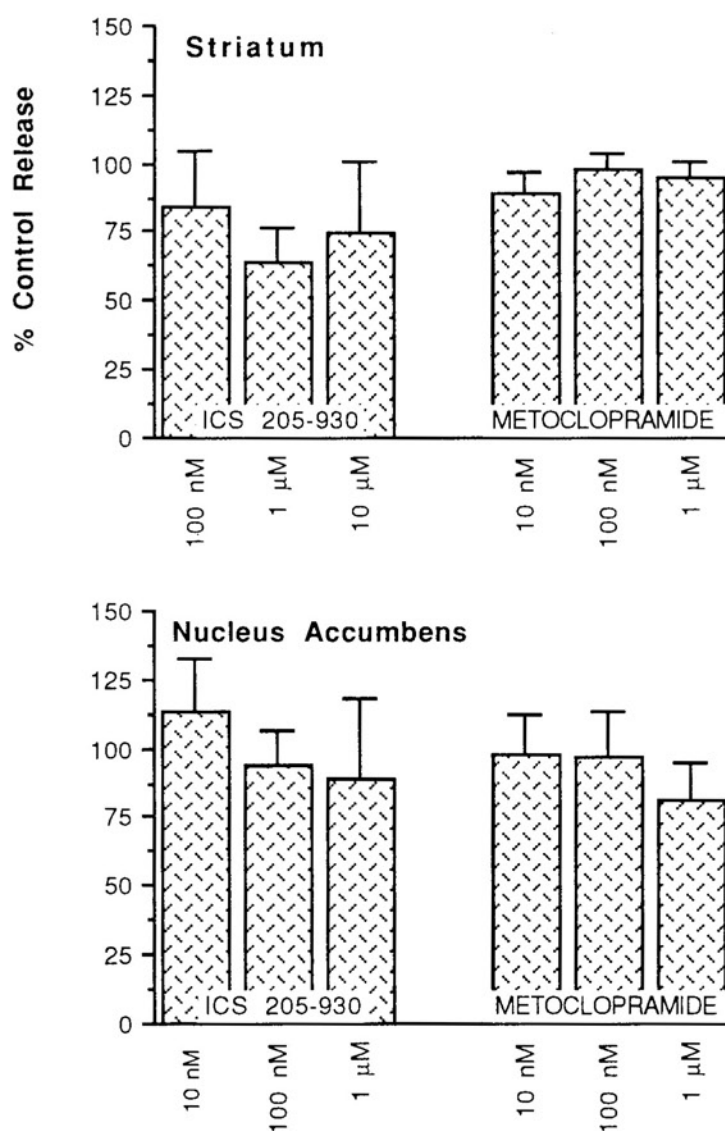 % Control Release
150
Striatum
125
100
75
50
25
0
ICS 205-930
METOCLOPRAMIDE
100 nM
1 µM
10 µM
10 nM
100 nM
1 µM
150
Nucleus Accumbens
125
100
75
50
25
0
ICS 205-930
METOCLOPRAMIDE
10 nM
100 nM
1 µM
10 nM
100 nM
1 µM